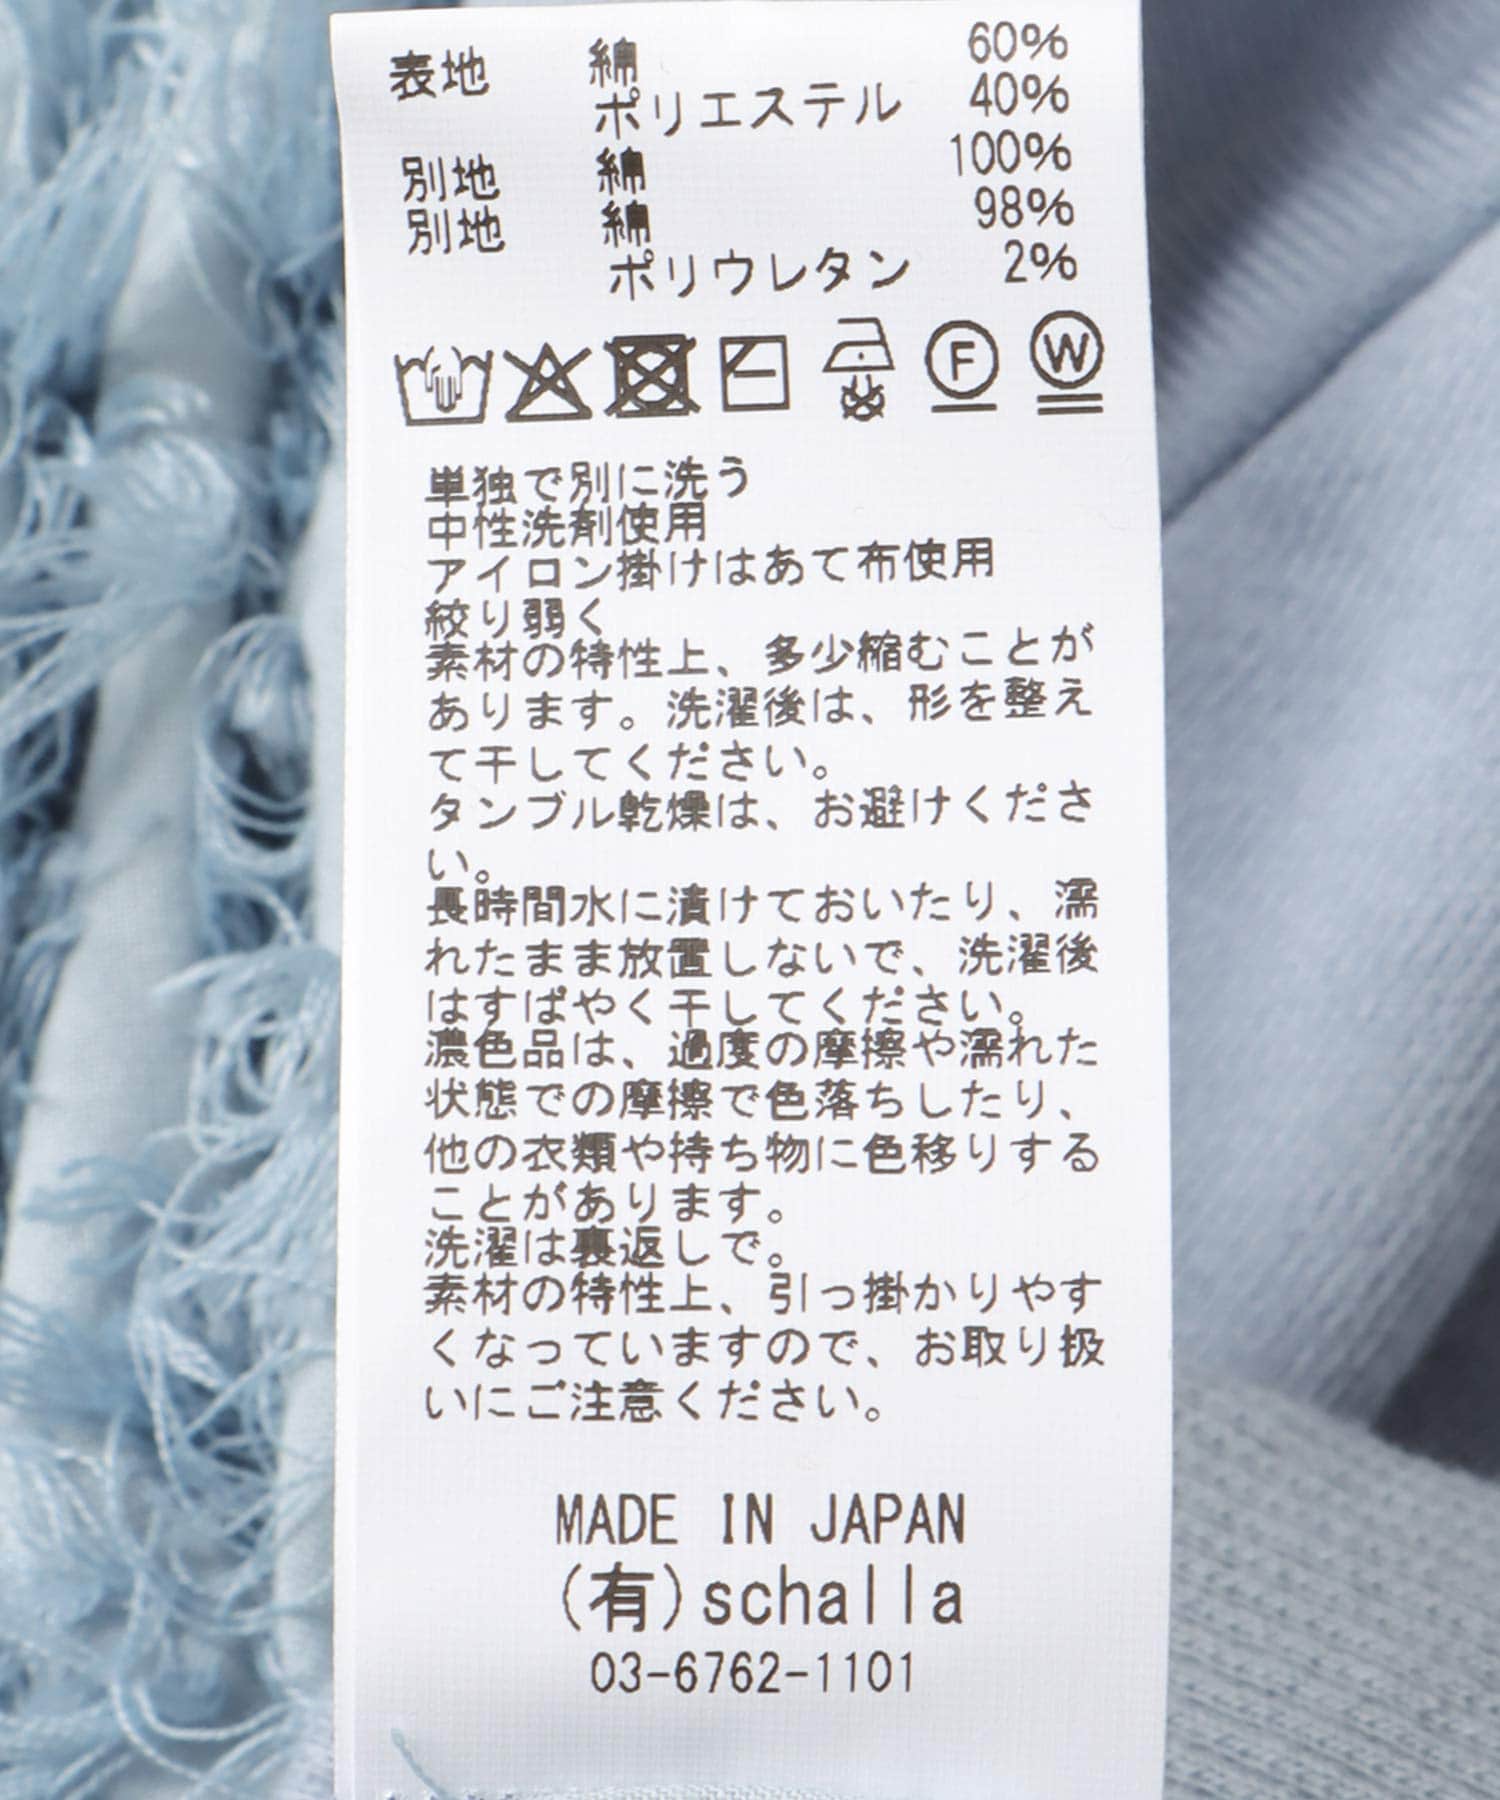 表地 綿 60%
ポリエステル 40%
別地 綿 100%
別地 綿 98%
ポリウレタン 2%
F W
単独で別に洗う
中性洗剤使用
アイロン掛けはあて布使用
絞り弱く
素材の特性上、多少縮むことが
あります。洗濯後は、形を整え
て干してください。
タンブル乾燥は、お避けくださ
い。
長時間水に漬けておいたり、濡
れたまま放置しないで、洗濯後
はすばやく干してください。
濃色品は、過度の摩擦や濡れた
状態での摩擦で色落ちしたり、
他の衣類や持ち物に色移りする
ことがあります。
洗濯は裏返しで。
素材の特性上、引っ掛かりやす
くなっていますので、お取り扱
いにご注意ください。
MADE IN JAPAN
(有)schalla
03-6762-1101